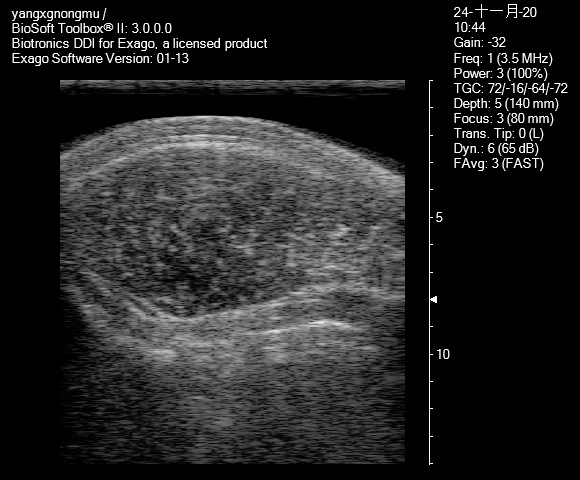 yangxgnongmu /
BioSoft Toolbox® II: 3.0.0.0
Biotronics DDI for Exago, a licensed product
Exago Software Version: 01-13
24-十一月-20
10:44
Gain: -32
Freq: 1 (3.5 MHz)
Power: 3 (100%)
TGC: 72/-16/-64/-72
Depth: 5 (140 mm)
Focus: 3 (80 mm)
Trans. Tip: 0 (L)
Dyn.: 6 (65 dB)
FAvg: 3 (FAST)
5
10